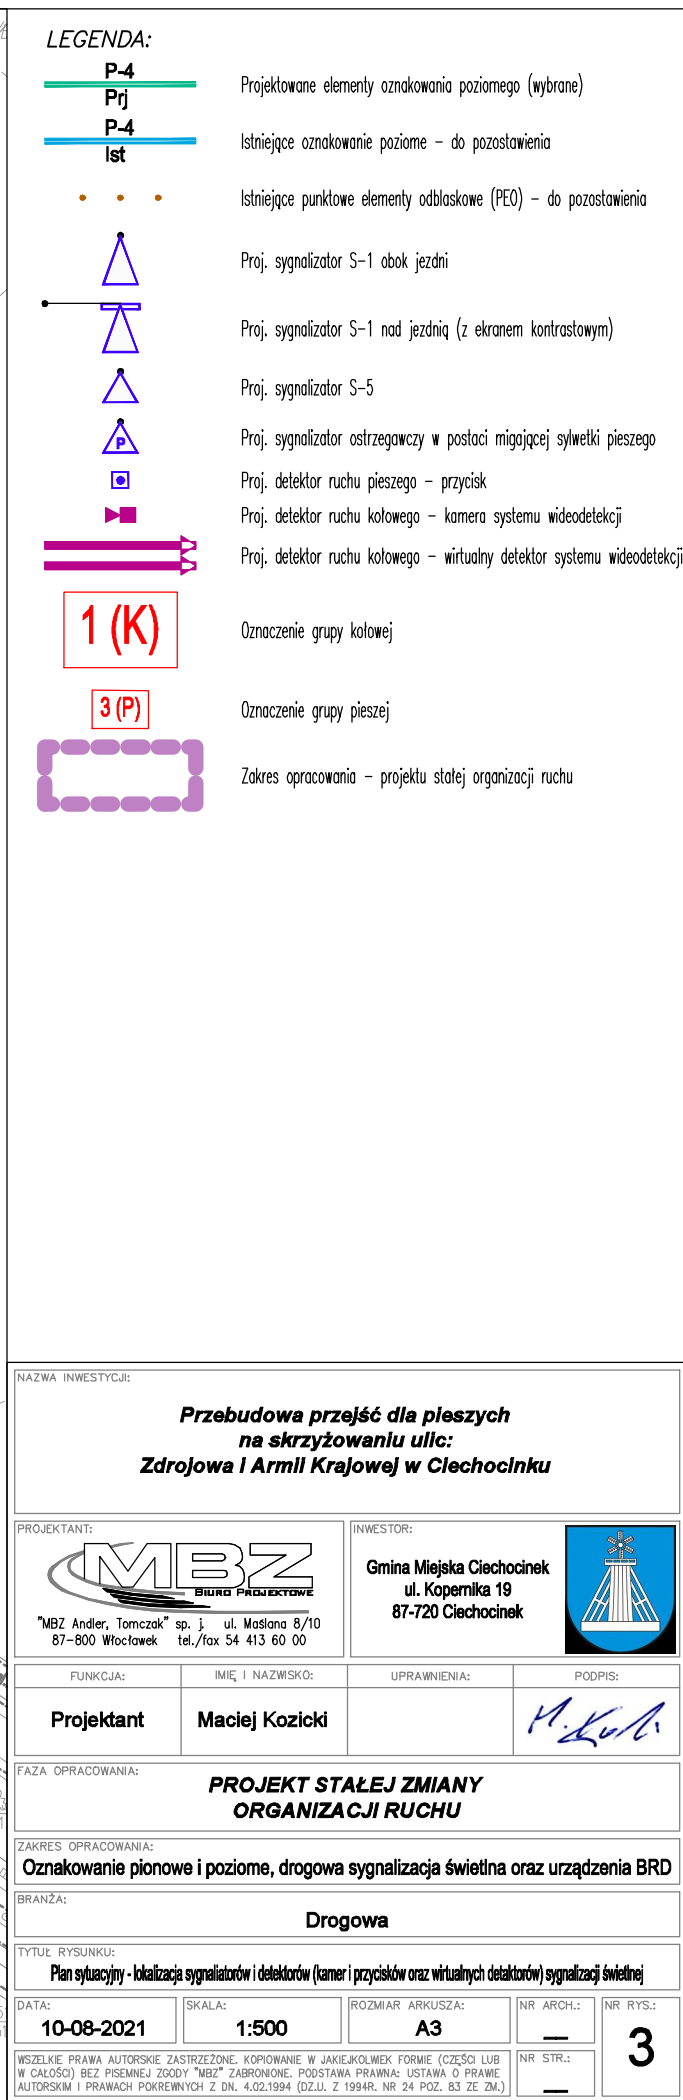 LEGENDA:
P-4
Prj
Projektowane elementy oznakowania poziomego (wybrane)
P-4
Ist
Istniejące oznakowanie poziome – do pozostawienia
Istniejące punktowe elementy odblaskowe (PEO) – do pozostawienia
Proj. sygnalizator S-1 obok jezdni
Proj. sygnalizator S-1 nad jezdnią (z ekranem kontrastowym)
Proj. sygnalizator S-5
P
Proj. sygnalizator ostrzegawczy w postaci migającej sylwetki pieszego
Proj. detektor ruchu pieszego – przycisk
Proj. detektor ruchu kołowego – kamera systemu wideodetekcji
Proj. detektor ruchu kołowego – wirtualny detektor systemu wideodetekcji
1 (K)
Oznaczenie grupy kołowej
3 (P)
Oznaczenie grupy pieszej
Zakres opracowania – projektu stałej organizacji ruchu
NAZWA INWESTYCJI:
Przebudowa przejść dla pieszych
na skrzyżowaniu ulic:
Zdrojowa i Armii Krajowej w Ciechocinku
PROJEKTANT:
MBZ
BIURO PROJEKTOWE
"MBZ Andler, Tomczak" sp. j. ul. Maślana 8/10
87-800 Włocławek tel./fax 54 413 60 00
INWESTOR:
Gmina Miejska Ciechocinek
ul. Kopernika 19
87-720 Ciechocinek
FUNKCJA: IMIĘ I NAZWISKO: UPRAWNIENIA: PODPIS:
Projektant Maciej Kozicki
FAZA OPRACOWANIA:
PROJEKT STAŁEJ ZMIANY
ORGANIZACJI RUCHU
ZAKRES OPRACOWANIA:
Oznakowanie pionowe i poziome, drogowa sygnalizacja świetlna oraz urządzenia BRD
BRANŻA:
Drogowa
TYTUŁ RYSUNKU:
Plan sytuacyjny - lokalizacja sygnaliatorów i detektorów (kamer i przycisków oraz wirtualnych detaktorów) sygnalizacji świetlnej
DATA: SKALA: ROZMIAR ARKUSZA: NR ARCH.: NR RYS.:
10-08-2021 1:500 A3 __ 3
WSZELKIE PRAWA AUTORSKIE ZASTRZEŻONE. KOPIOWANIE W JAKIEJKOLWIEK FORMIE (CZĘŚCI LUB
W CAŁOŚCI) BEZ PISEMNEJ ZGODY "MBZ" ZABRONIONE. PODSTAWA PRAWNA: USTAWA O PRAWIE
AUTORSKIM I PRAWACH POKREWNYCH Z DN. 4.02.1994 (DZ.U. Z 1994R. NR 24 POZ. 83 ZE ZM.)
NR STR.:
__